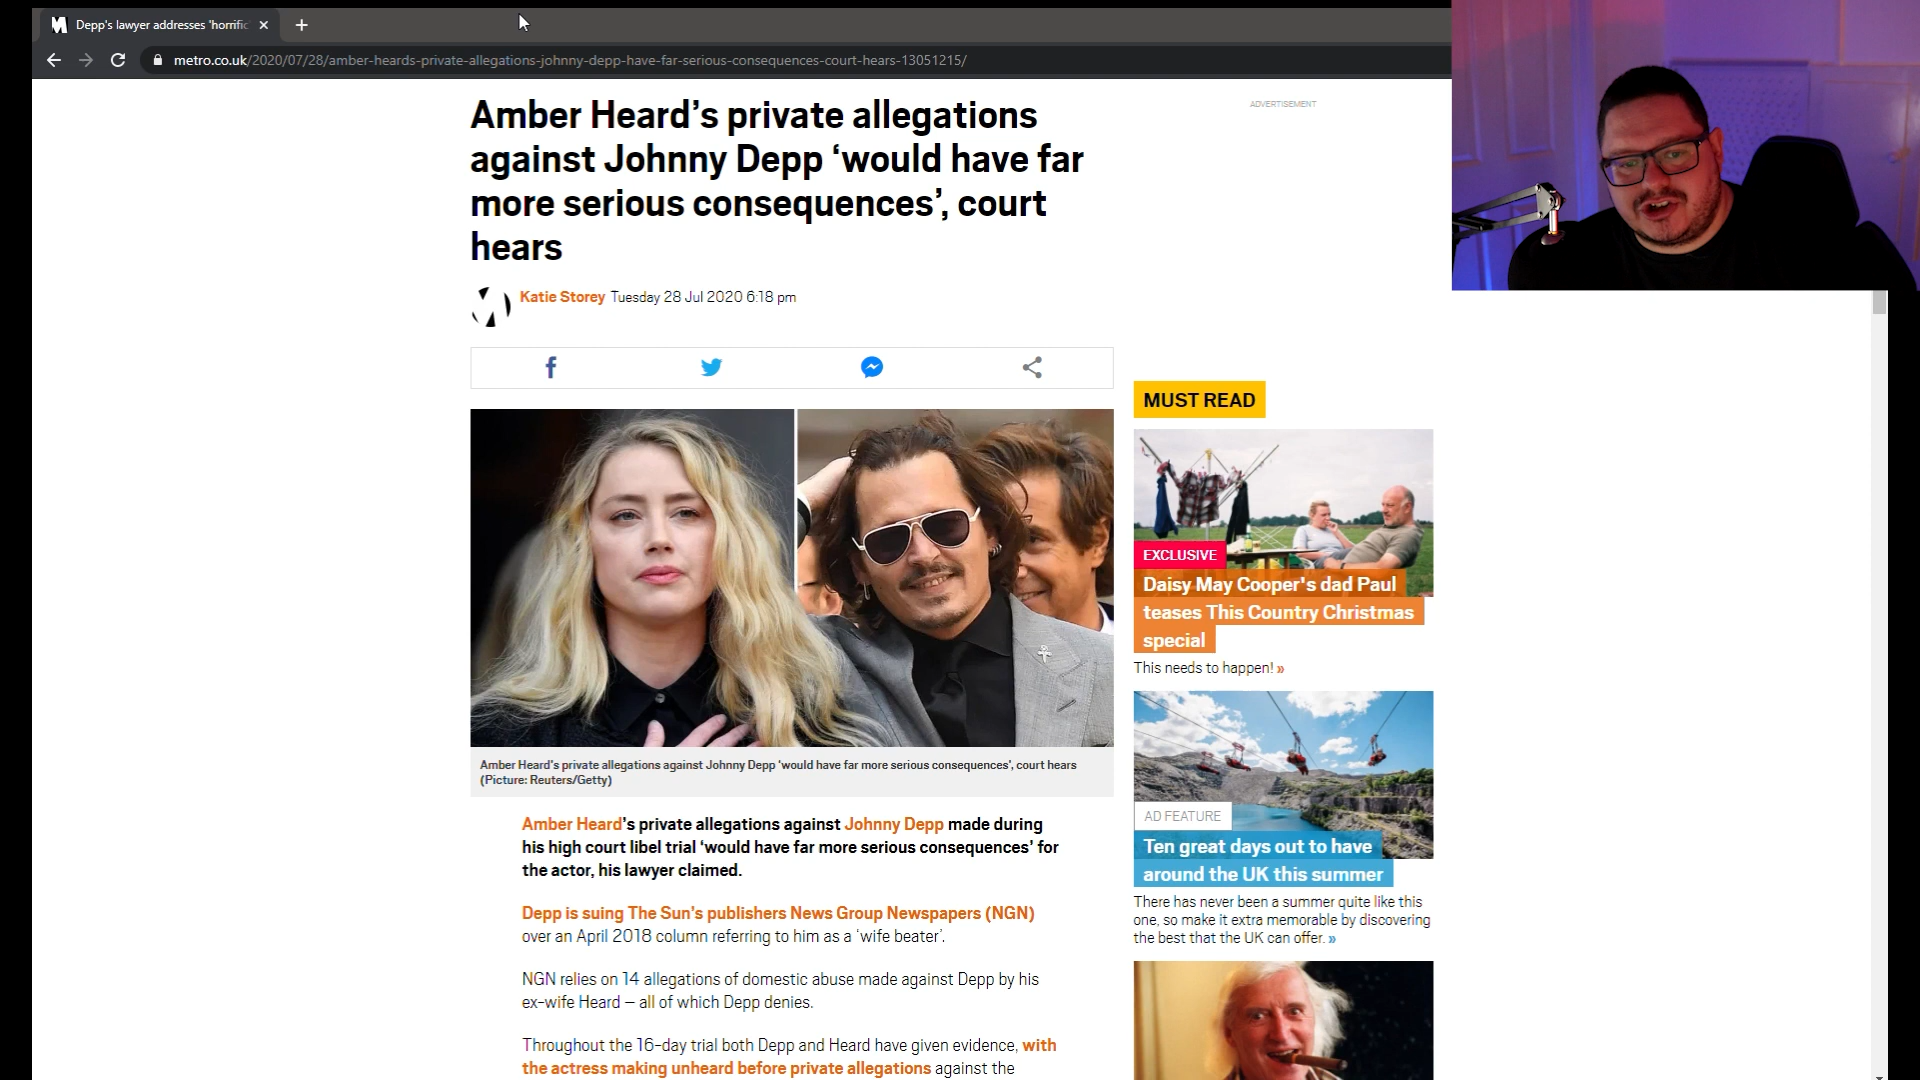 Depp's lawyer addresses 'horrific
metro.co.uk/2020/07/28/amber-heards-private-allegations-johnny-depp-have-far-serious-consequences-court-hears-13051215/
ADVERTISEMENT
Amber Heard's private allegations
against Johnny Depp ‘would have far
more serious consequences’, court
hears
Katie Storey Tuesday 28 Jul 2020 6:18 pm
Amber Heard's private allegations against Johnny Depp ‘would have far more serious consequences’, court hears
(Picture: Reuters/Getty)
Amber Heard’s private allegations against Johnny Depp made during
his high court libel trial ‘would have far more serious consequences’ for
the actor, his lawyer claimed.
Depp is suing The Sun’s publishers News Group Newspapers (NGN)
over an April 2018 column referring to him as a ‘wife beater’.
NGN relies on 14 allegations of domestic abuse made against Depp by his
ex-wife Heard – all of which Depp denies.
Throughout the 16-day trial both Depp and Heard have given evidence, with
the actress making unheard before private allegations against the
MUST READ
EXCLUSIVE
Daisy May Cooper's dad Paul
teases This Country Christmas
special
This needs to happen! »
AD FEATURE
Ten great days out to have
around the UK this summer
There has never been a summer quite like this
one, so make it extra memorable by discovering
the best that the UK can offer. »